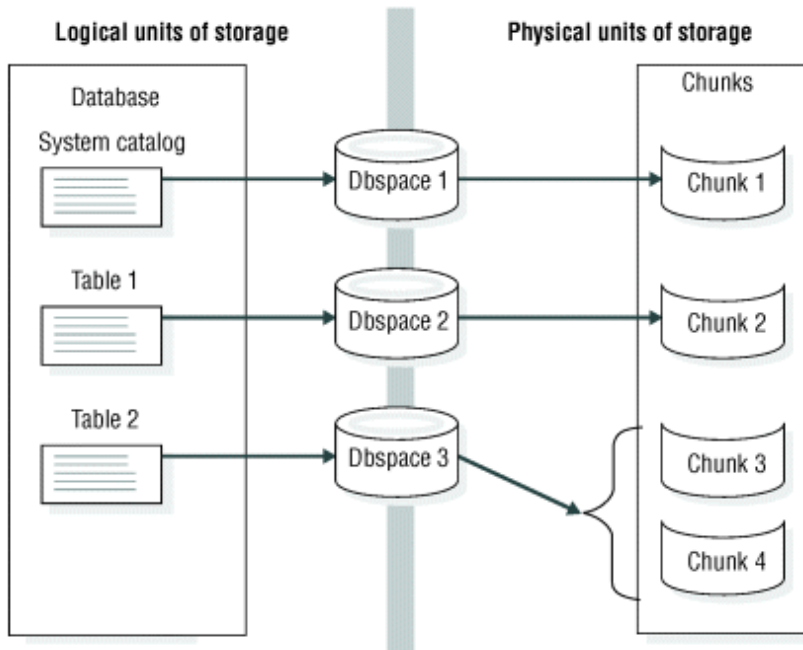 Logical units of storage
Physical units of storage
Database
Chunks
System catalog
Dbspace 1
Chunk 1
Table 1
Dbspace 2
Chunk 2
Table 2
Dbspace 3
Chunk 3
Chunk 4